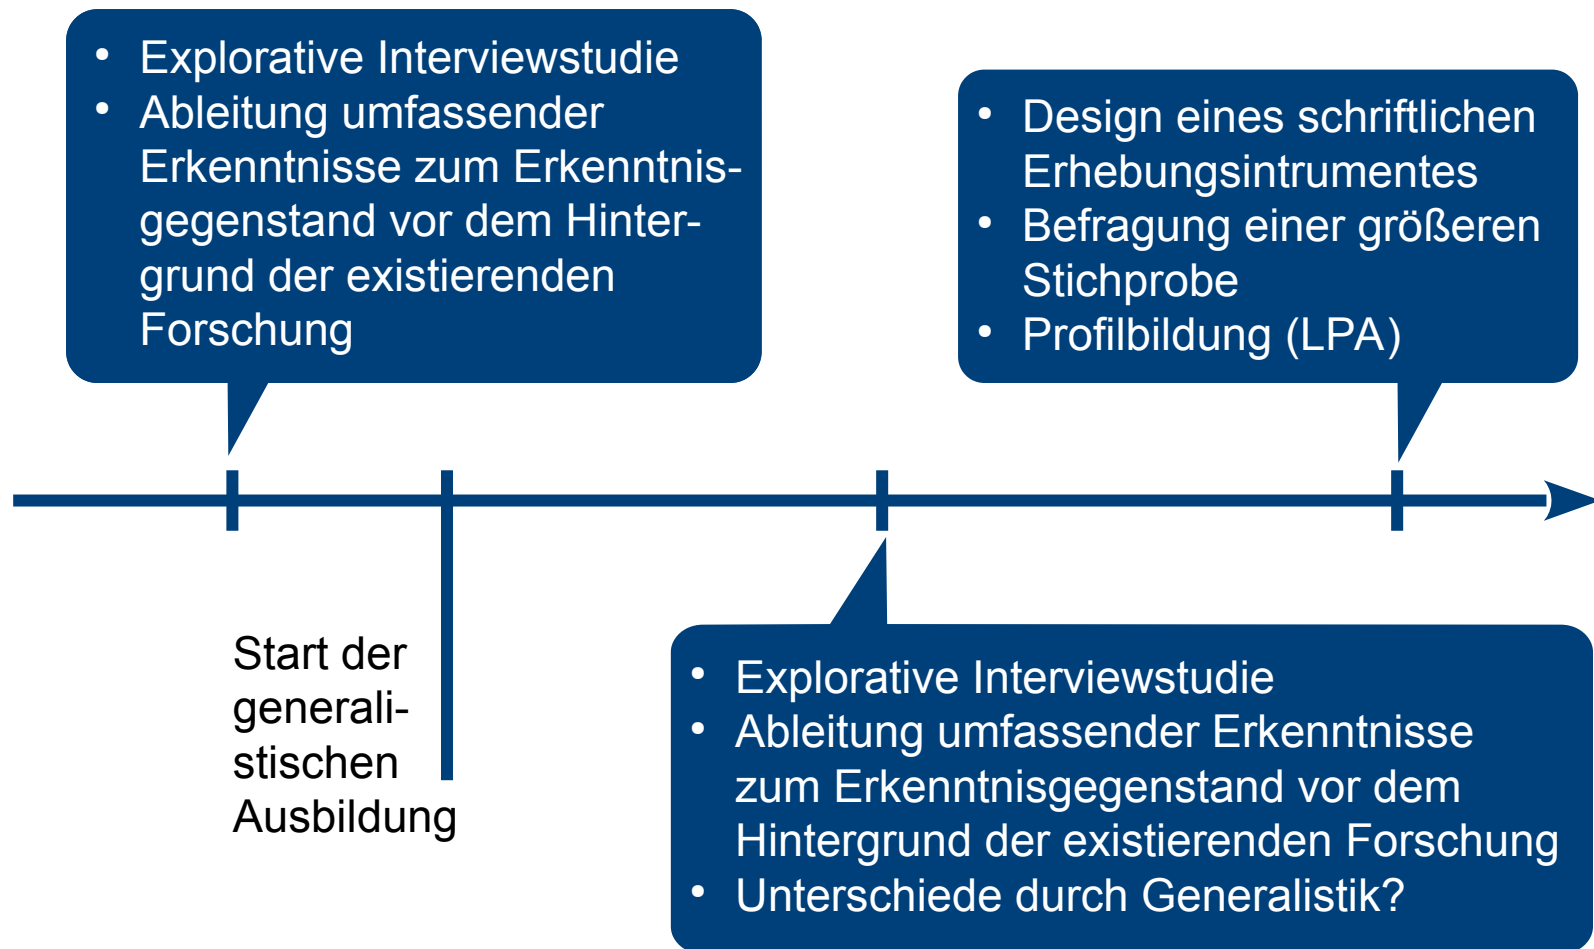 • Explorative Interviewstudie
• Ableitung umfassender
Erkenntnisse zum Erkenntnis-
gegenstand vor dem Hinter-
grund der existierenden
Forschung
• Design eines schriftlichen
Erhebungsintrumentes
• Befragung einer größeren
Stichprobe
• Profilbildung (LPA)
Start der
generali-
stischen
Ausbildung
• Explorative Interviewstudie
• Ableitung umfassender Erkenntnisse
zum Erkenntnisgegenstand vor dem
Hintergrund der existierenden Forschung
• Unterschiede durch Generalistik?